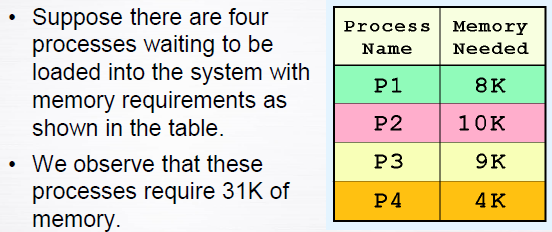 • Suppose there are four
processes waiting to be
loaded into the system with
memory requirements as
shown in the table.
• We observe that these
processes require 31K of
memory.
Process Name Memory Needed
P1 8K
P2 10K
P3 9K
P4 4K